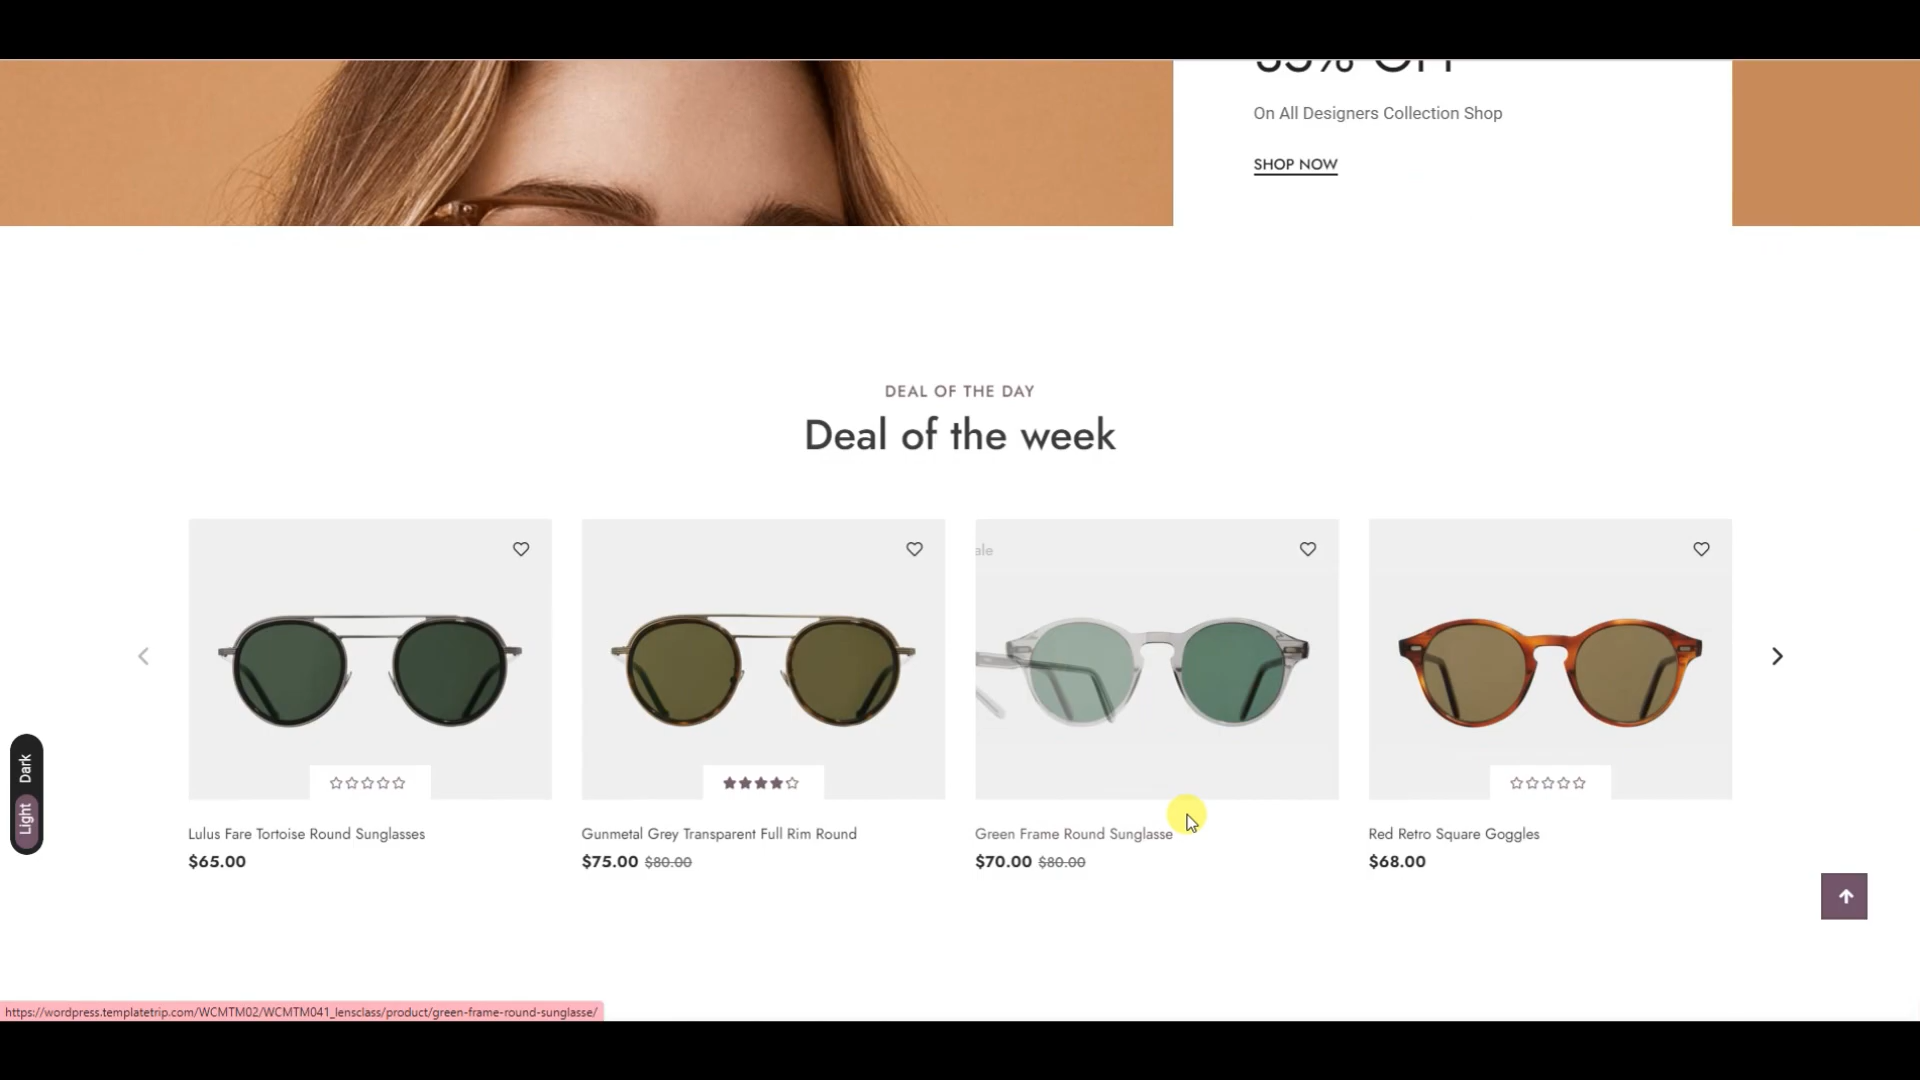 On All Designers Collection Shop
SHOP NOW
DEAL OF THE DAY
Deal of the week
Lulus Fare Tortoise Round Sunglasses
$65.00
Gunmetal Grey Transparent Full Rim Round
$75.00 $80.00
Green Frame Round Sunglasse
$70.00 $80.00
Red Retro Square Goggles
$68.00
Dark
Light
https://wordpress.templatetrip.com/WCMTM02/WCMTM041_lensclass/product/green-frame-round-sunglasse/